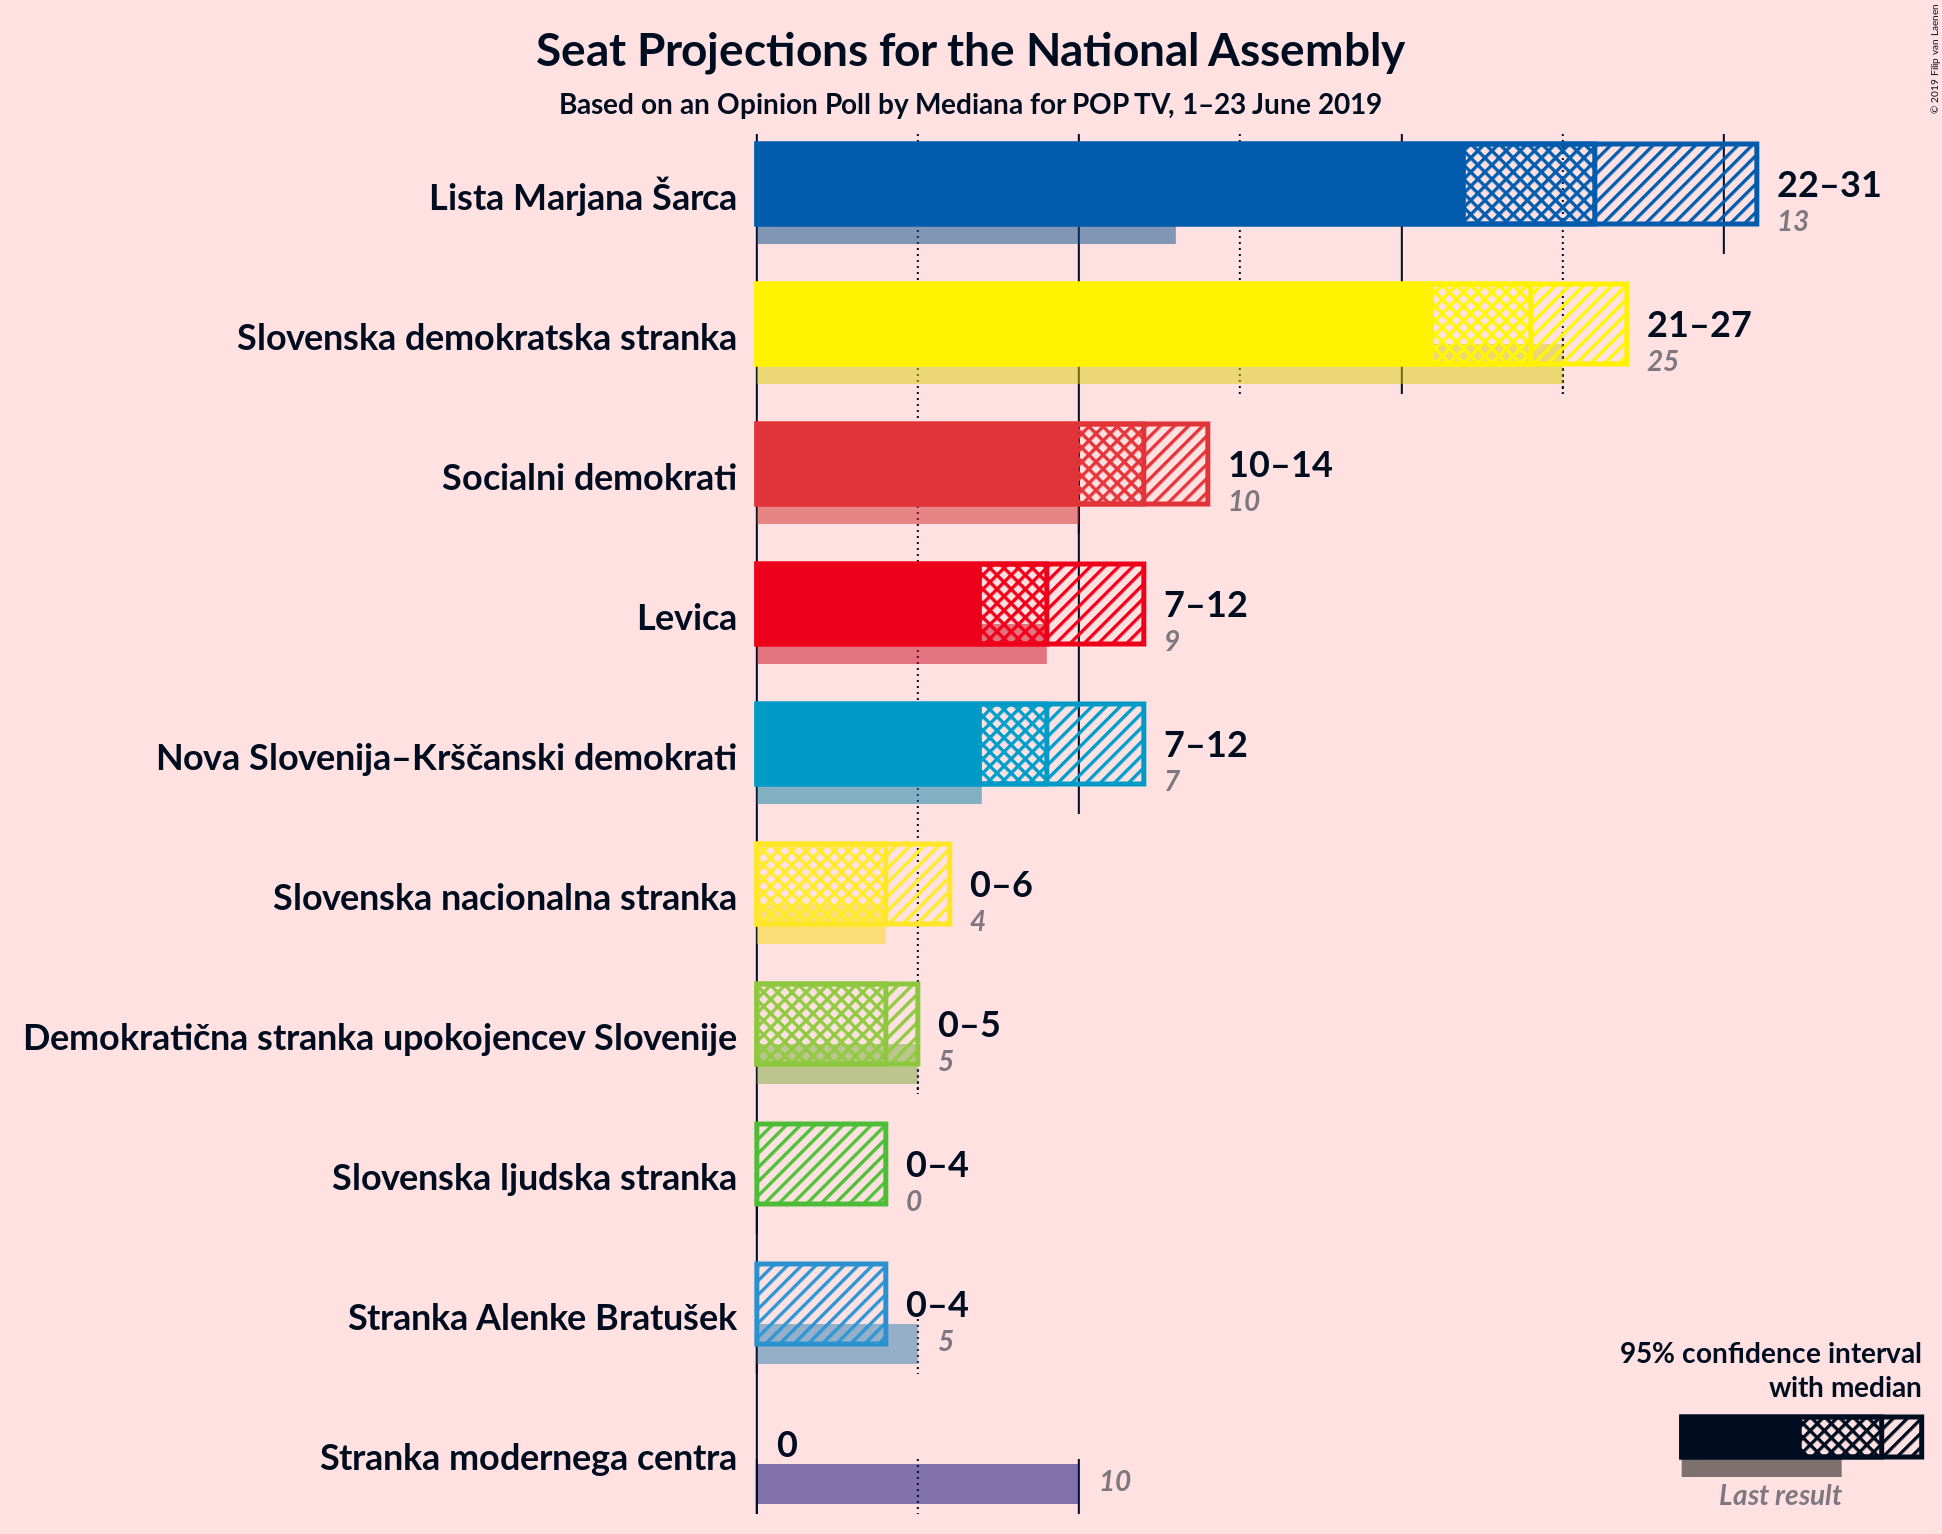 Seat Projections for the National Assembly
Based on an Opinion Poll by Mediana for POP TV, 1–23 June 2019
© 2019 Filip van Laenen
Lista Marjana Šarca
22–31
13
Slovenska demokratska stranka
21–27
25
Socialni demokrati
10–14
10
Levica
7–12
9
Nova Slovenija–Krščanski demokrati
7–12
7
Slovenska nacionalna stranka
0–6
4
Demokratična stranka upokojencev Slovenije
0–5
5
Slovenska ljudska stranka
0–4
0
Stranka Alenke Bratušek
0–4
5
Stranka modernega centra
0
10
95% confidence interval
with median
Last result